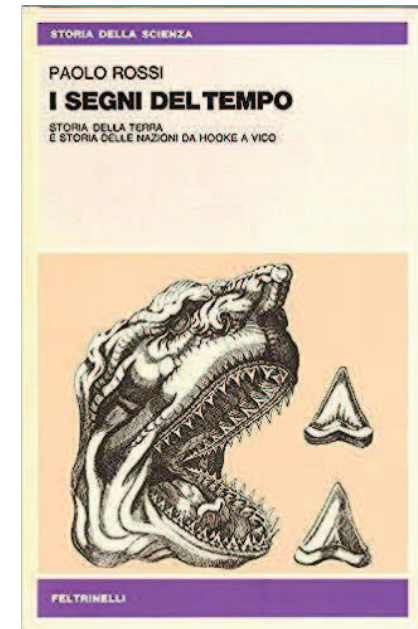 STORIA DELLA SCIENZA
PAOLO ROSSI
I SEGNI DEL TEMPO
STORIA DELLA TERRA
E STORIA DELLE NAZIONI DA HOOKE A VICO
FELTRINELLI